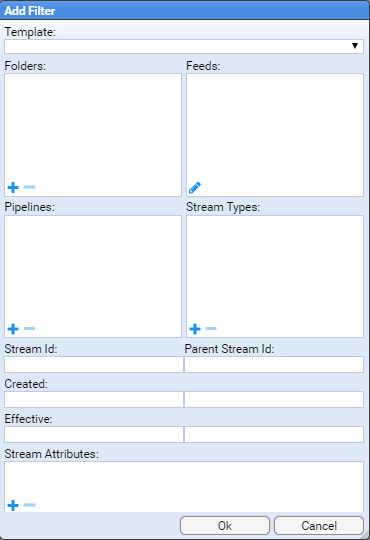 Add Filter
Template:
Folders: Feeds:
Pipelines: Stream Types:
Stream Id: Parent Stream Id:
Created:
Effective:
Stream Attributes:
Ok Cancel